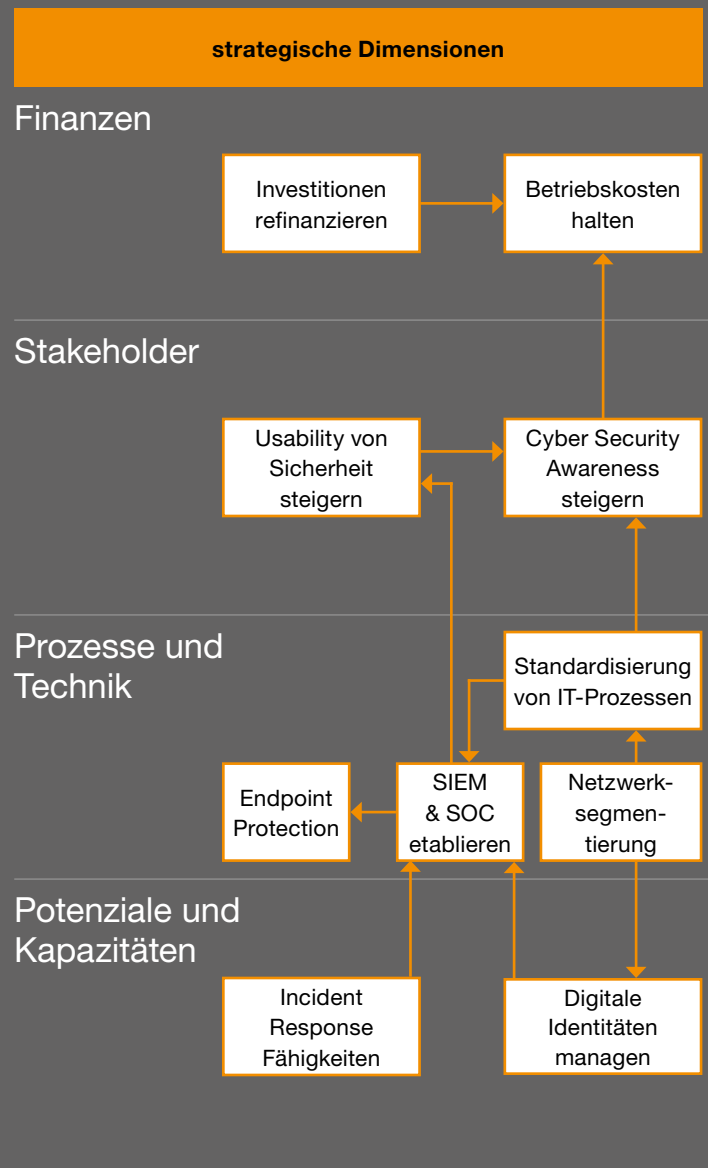 strategische Dimensionen
Finanzen
Investitionen
refinanzieren
Betriebskosten
halten
Stakeholder
Usability von
Sicherheit
steigern
Cyber Security
Awareness
steigern
Prozesse und
Technik
Standardisierung
von IT-Prozessen
Endpoint
Protection
SIEM
& SOC
etablieren
Netzwerk-
segmen-
tierung
Potenziale und
Kapazitäten
Incident
Response
Fähigkeiten
Digitale
Identitäten
managen